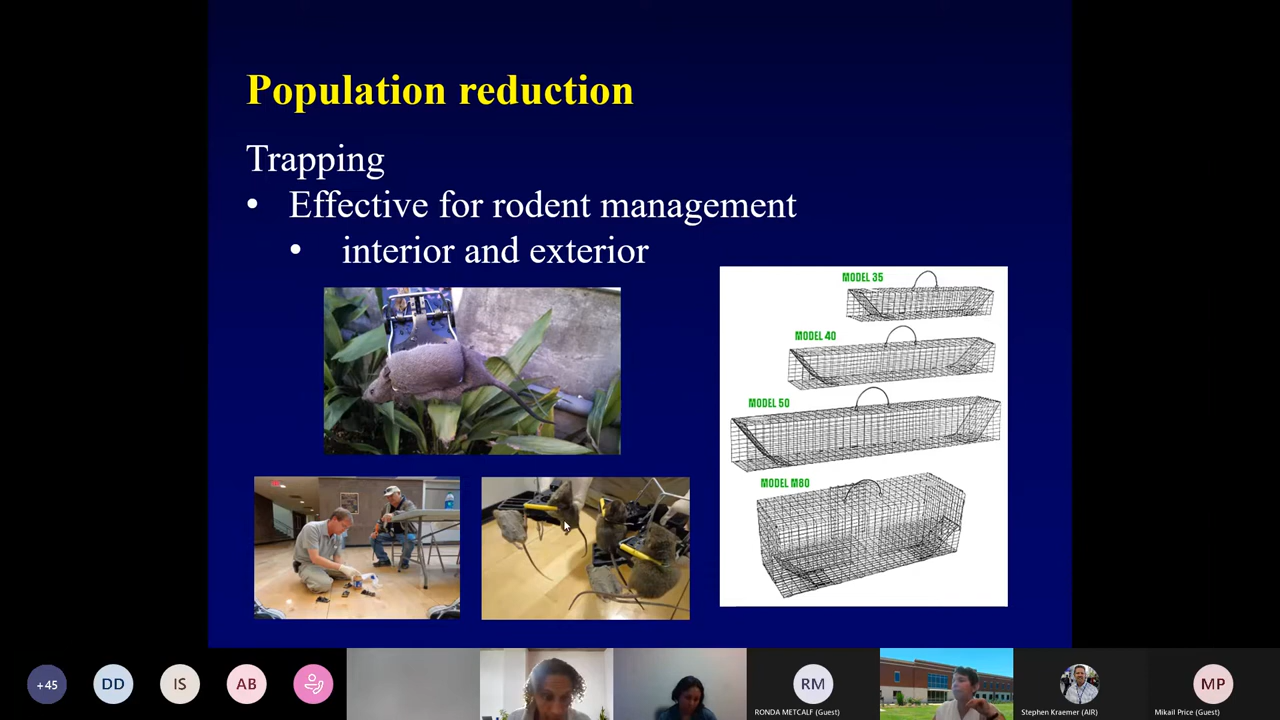 Population reduction
Trapping
• Effective for rodent management
• interior and exterior
MODEL 35
MODEL 40
MODEL 50
MODEL M80
+45
DD
IS
AB
RM
RONDA METCALF (Guest)
Stephen Kraemer (AIR)
MP
Mikail Price (Guest)